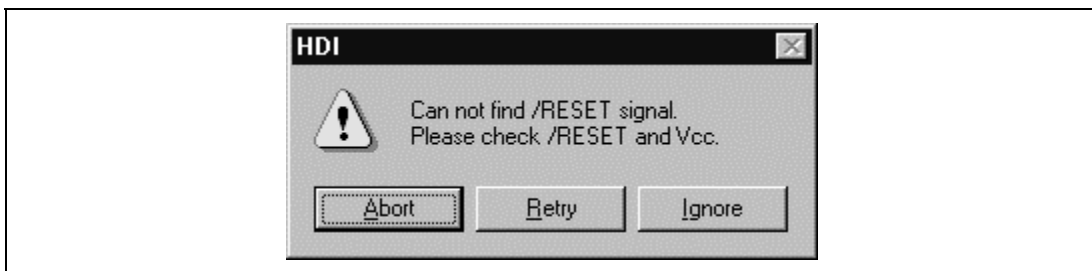 HDI
Can not find /RESET signal.
Please check /RESET and Vcc.
Abort Retry Ignore